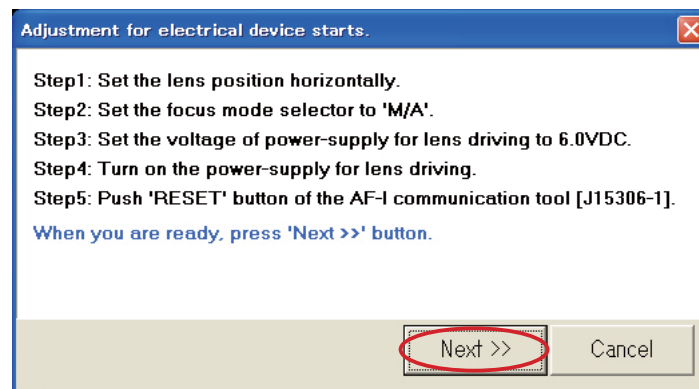 Adjustment for electrical device starts.
Step1: Set the lens position horizontally.
Step2: Set the focus mode selector to 'M/A'.
Step3: Set the voltage of power-supply for lens driving to 6.0VDC.
Step4: Turn on the power-supply for lens driving.
Step5: Push 'RESET' button of the AF-I communication tool [J15306-1].
When you are ready, press 'Next >>' button.
Next >>
Cancel